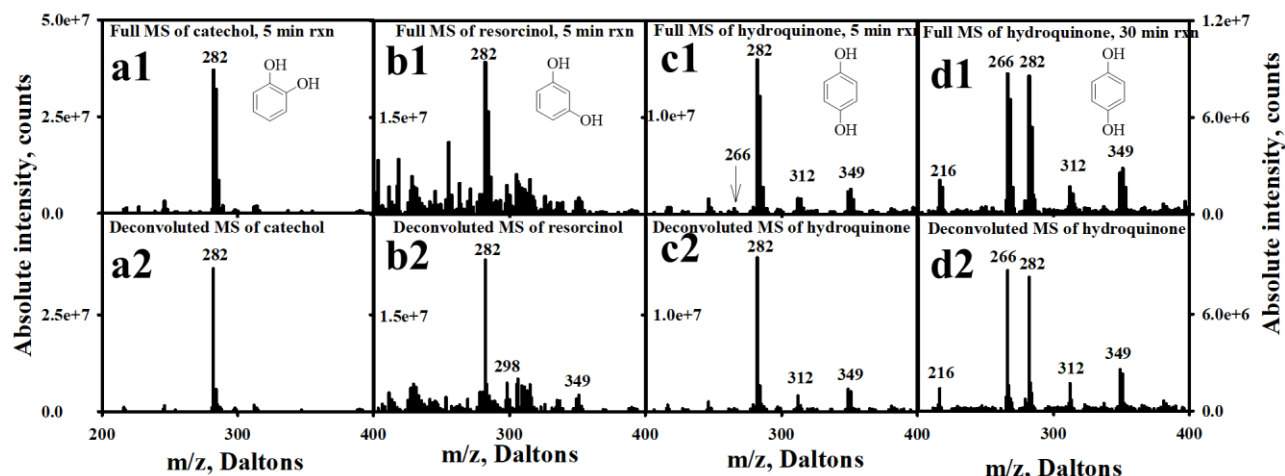 5.0e+7
Full MS of catechol, 5 min rxn
Full MS of resorcinol, 5 min rxn
Full MS of hydroquinone, 5 min rxn
Full MS of hydroquinone, 30 min rxn
1.2e+7
a1
282
OH
OH
b1
282
OH
OH
c1
282
OH
OH
d1
266
282
OH
OH
2.5e+7
1.5e+7
1.0e+7
6.0e+6
266
312
349
216
312
349
0.0
0.0
Absolute intensity, counts
Absolute intensity, counts
Deconvoluted MS of catechol
Deconvoluted MS of resorcinol
Deconvoluted MS of hydroquinone
Deconvoluted MS of hydroquinone
a2
282
b2
282
c2
282
d2
266
282
2.5e+7
1.5e+7
1.0e+7
6.0e+6
298
349
312
349
216
312
349
0.0
0.0
200
400
300
400
300
400
300
400
m/z, Daltons
m/z, Daltons
m/z, Daltons
m/z, Daltons